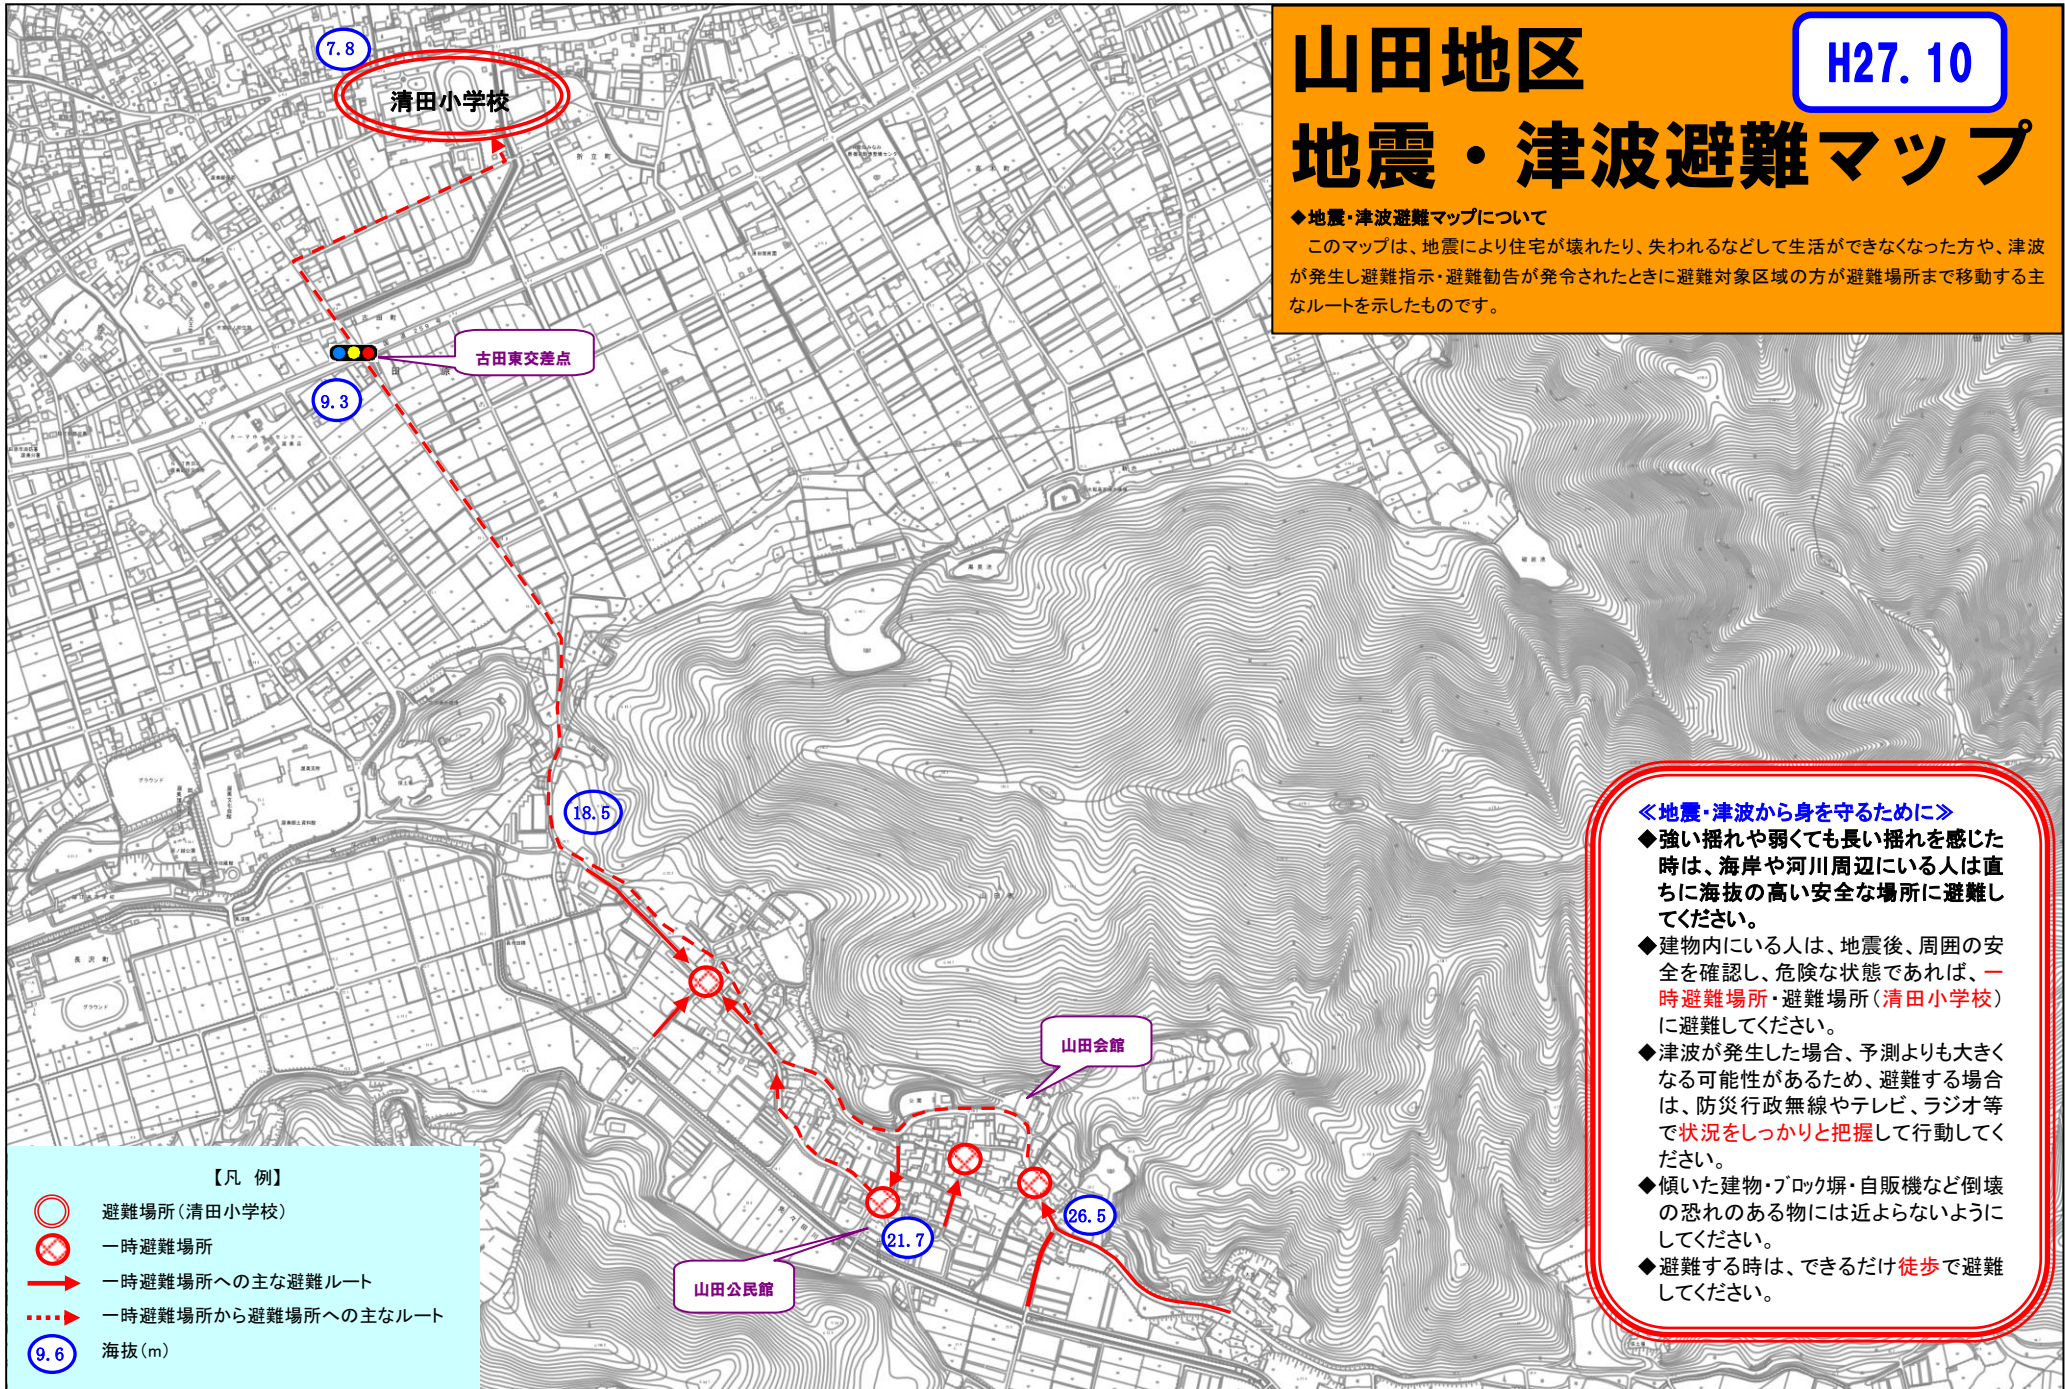 山田地区
H27.10
地震・津波避難マップ
◆地震・津波避難マップについて
このマップは、地震により住宅が壊れたり、失われるなどして生活ができなくなった方や、津波
が発生し避難指示・避難勧告が発令されたときに避難対象区域の方が避難場所まで移動する主
なルートを示したものです。
7.8
清田小学校
古田東交差点
9.3
18.5
山田会館
26.5
21.7
山田公民館
グラウンド
長沢町
グラウンド
山田町
≪地震・津波から身を守るために≫
◆強い揺れや弱くても長い揺れを感じた
時は、海岸や河川周辺にいる人は直
ちに海抜の高い安全な場所に避難し
てください。
◆建物内にいる人は、地震後、周囲の安
全を確認し、危険な状態であれば、一
時避難場所・避難場所(清田小学校)
に避難してください。
◆津波が発生した場合、予測よりも大きく
なる可能性があるため、避難する場合
は、防災行政無線やテレビ、ラジオ等
で状況をしっかりと把握して行動してく
ださい。
◆傾いた建物・ブロック塀・自販機など倒壊
の恐れのある物には近よらないように
してください。
◆避難する時は、できるだけ徒歩で避難
してください。
【凡 例】
避難場所(清田小学校)
一時避難場所
一時避難場所への主な避難ルート
一時避難場所から避難場所への主なルート
9.6 海抜(m)